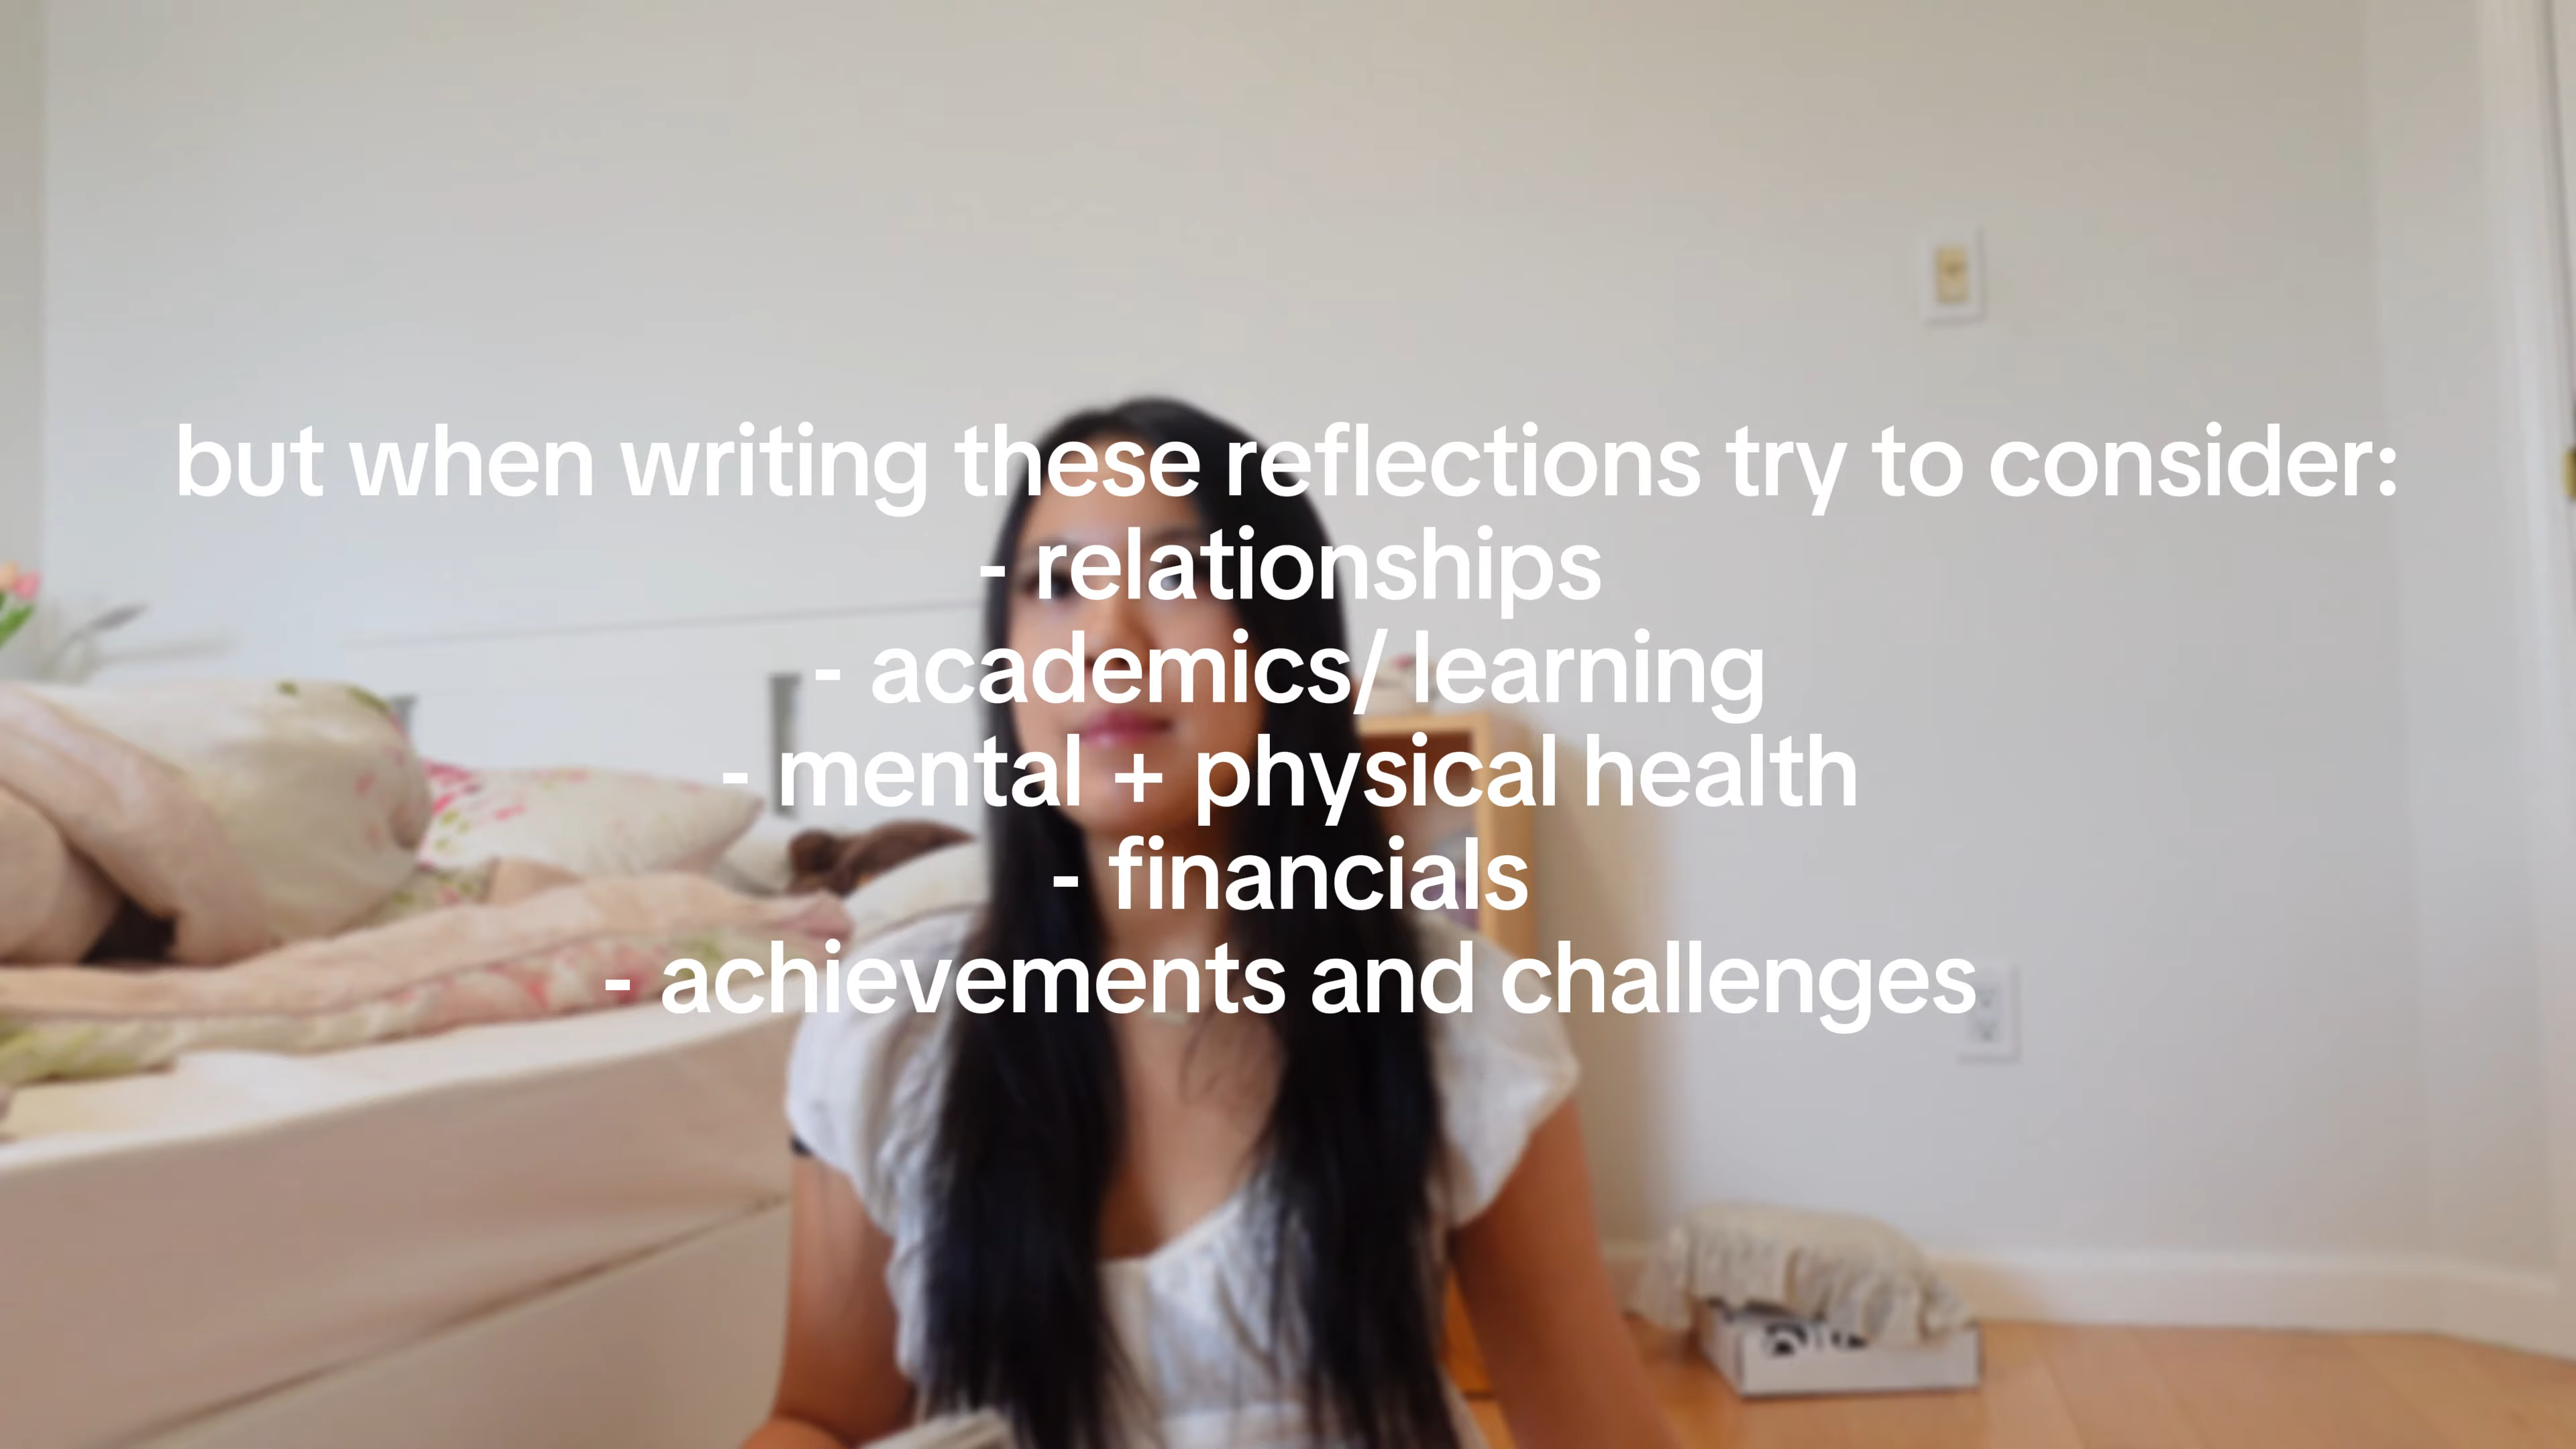 but when writing these reflections try to consider:
- relationships
- academics/ learning
- mental + physical health
- financials
- achievements and challenges